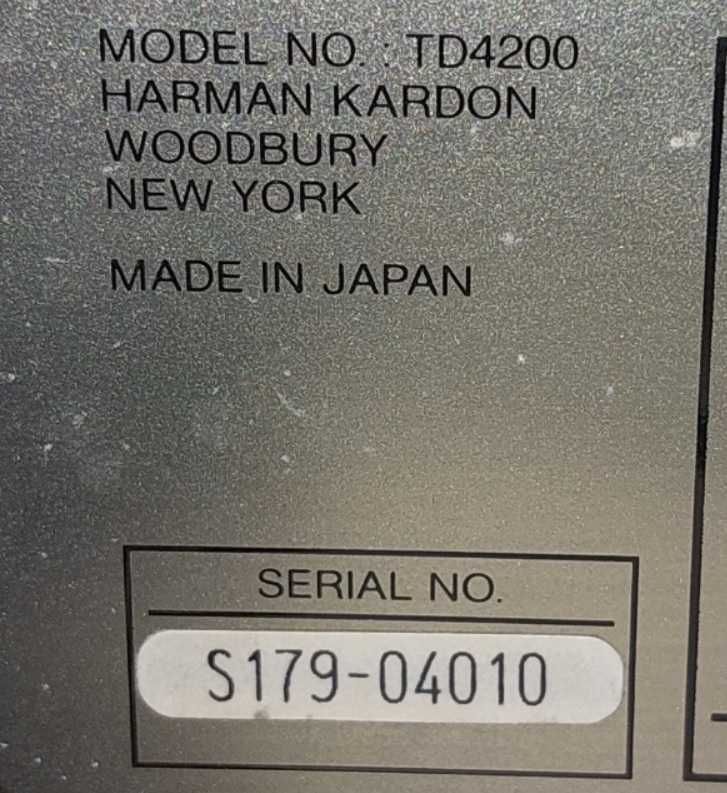 MODEL NO. : TD4200
HARMAN KARDON
WOODBURY
NEW YORK
MADE IN JAPAN
SERIAL NO.
S179-04010